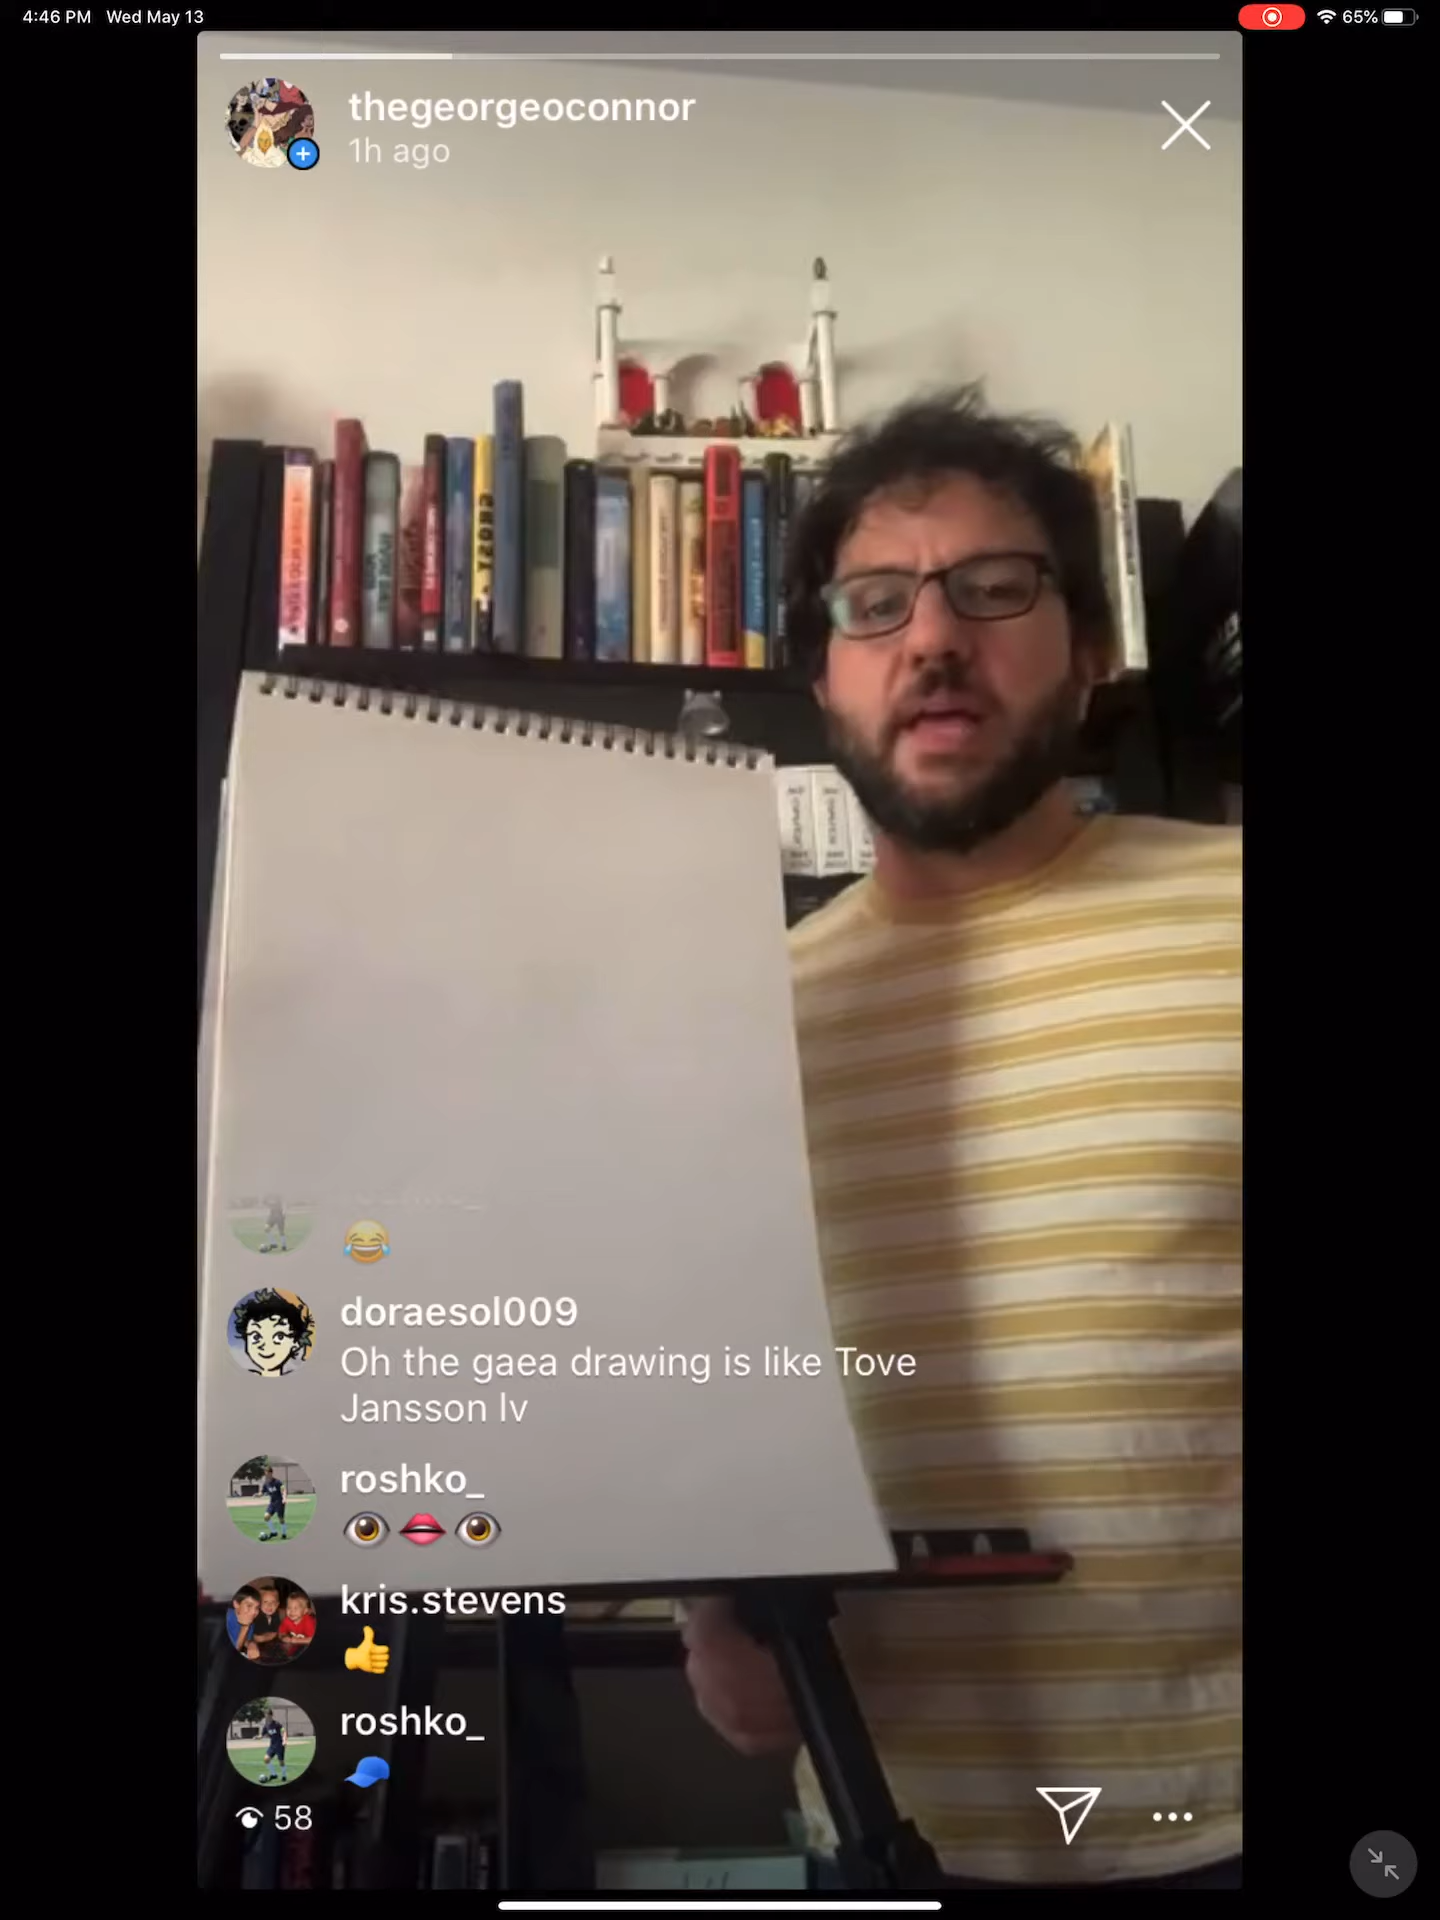 4:46 PM Wed May 13
65%
thegeorgeoconnor
1h ago
doraesol009
Oh the gaea drawing is like Tove
Jansson lv
roshko_
kris.stevens
roshko_
58